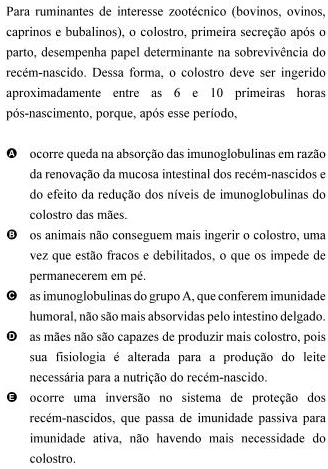 Para ruminantes de interesse zootécnico (bovinos, ovinos,
caprinos e bubalinos), o colostro, primeira secreção após o
parto, desempenha papel determinante na sobrevivência do
recém-nascido. Dessa forma, o colostro deve ser ingerido
aproximadamente entre as 6 e 10 primeiras horas
pós-nascimento, porque, após esse período,
A ocorre queda na absorção das imunoglobulinas em razão
da renovação da mucosa intestinal dos recém-nascidos e
do efeito da redução dos níveis de imunoglobulinas do
colostro das mães.
B os animais não conseguem mais ingerir o colostro, uma
vez que estão fracos e debilitados, o que os impede de
permanecerem em pé.
C as imunoglobulinas do grupo A, que conferem imunidade
humoral, não são mais absorvidas pelo intestino delgado.
D as mães não são capazes de produzir mais colostro, pois
sua fisiologia é alterada para a produção do leite
necessária para a nutrição do recém-nascido.
E ocorre uma inversão no sistema de proteção dos
recém-nascidos, que passa de imunidade passiva para
imunidade ativa, não havendo mais necessidade do
colostro.